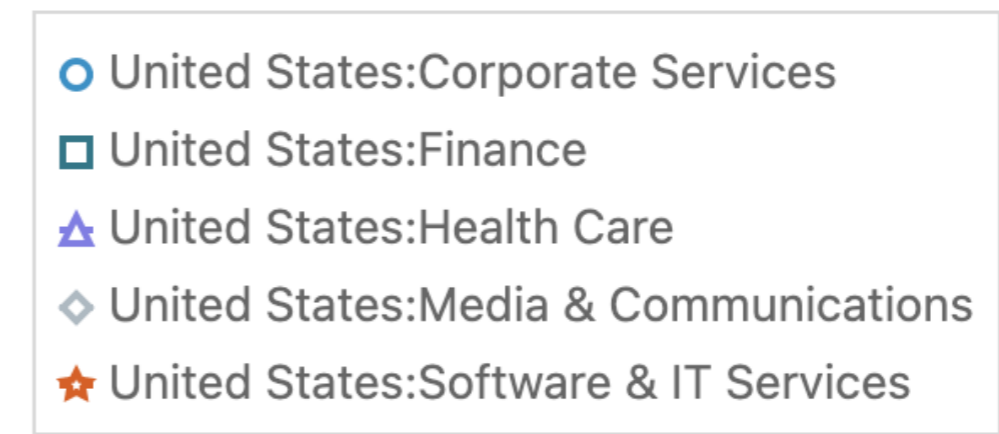 United States:Corporate Services
United States:Finance
United States:Health Care
United States:Media & Communications
United States:Software & IT Services